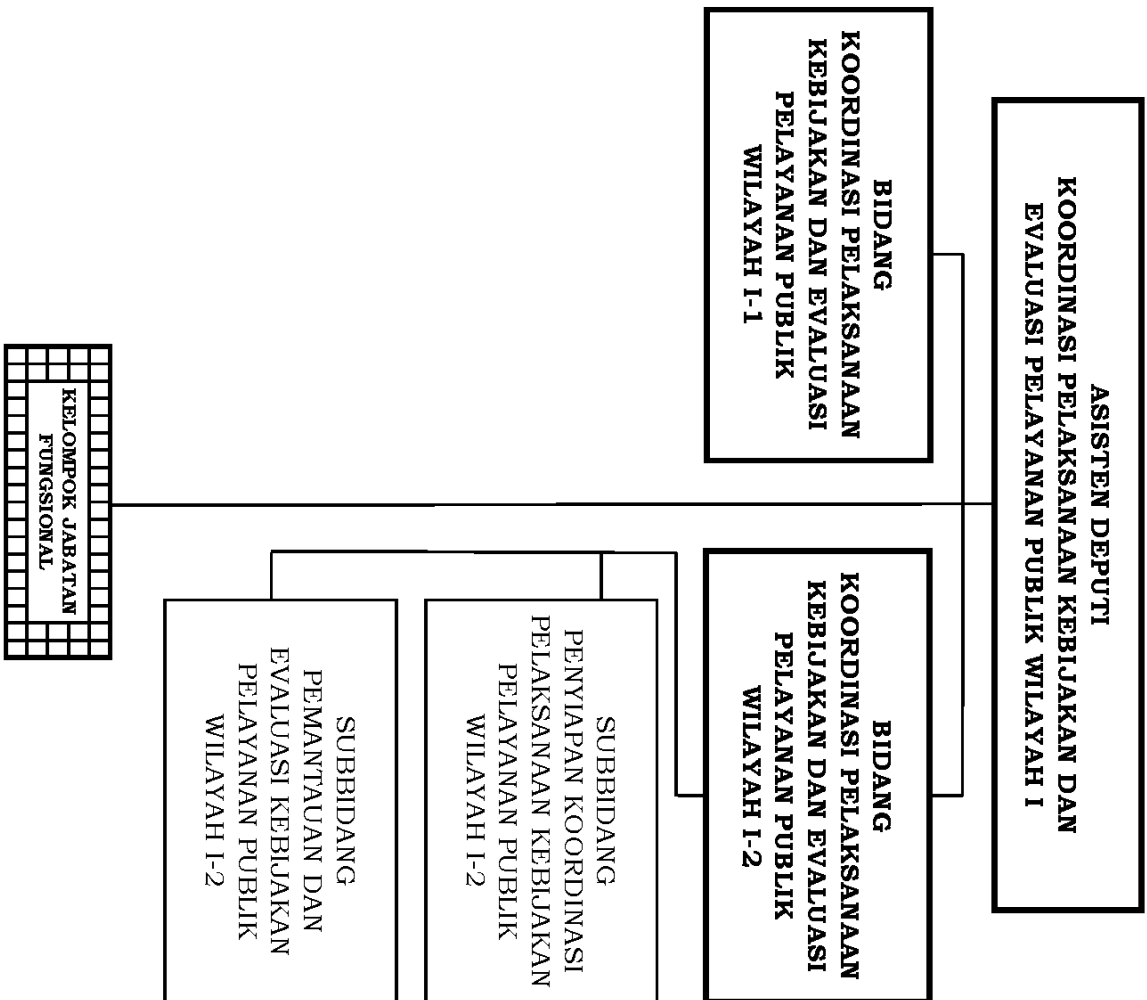 ASISTEN DEPUTI
KOORDINASI PELAKSANAAN KEBIJAKAN DAN
EVALUASI PELAYANAN PUBLIK WILAYAH I
BIDANG
KOORDINASI PELAKSANAAN
KEBIJAKAN DAN EVALUASI
PELAYANAN PUBLIK
WILAYAH I-1
BIDANG
KOORDINASI PELAKSANAAN
KEBIJAKAN DAN EVALUASI
PELAYANAN PUBLIK
WILAYAH I-2
SUBBIDANG
PENYIAPAN KOORDINASI
PELAKSANAAN KEBIJAKAN
PELAYANAN PUBLIK
WILAYAH I-2
SUBBIDANG
PEMANTAUAN DAN
EVALUASI KEBIJAKAN
PELAYANAN PUBLIK
WILAYAH I-2
KELOMPOK JABATAN
FUNGSIONAL